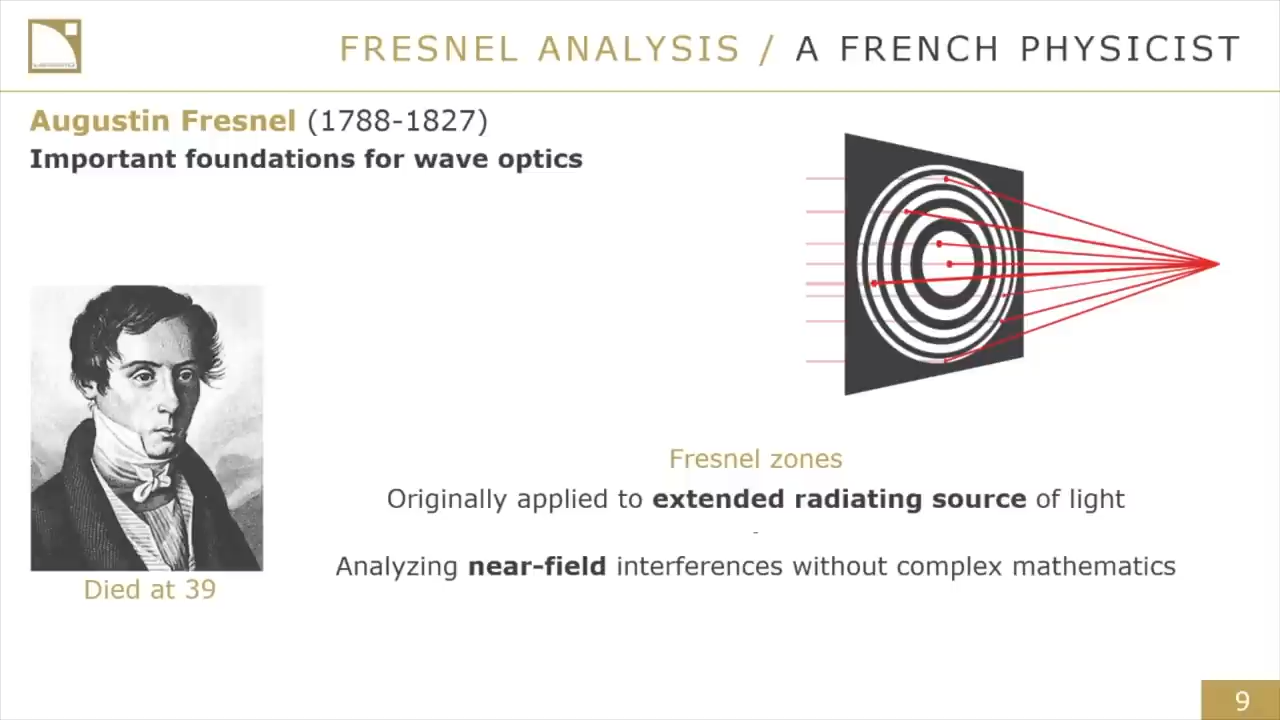 FRESNEL ANALYSIS / A FRENCH PHYSICIST
Augustin Fresnel (1788-1827)
Important foundations for wave optics
Fresnel zones
Originally applied to extended radiating source of light
-
Analyzing near-field interferences without complex mathematics
Died at 39
9